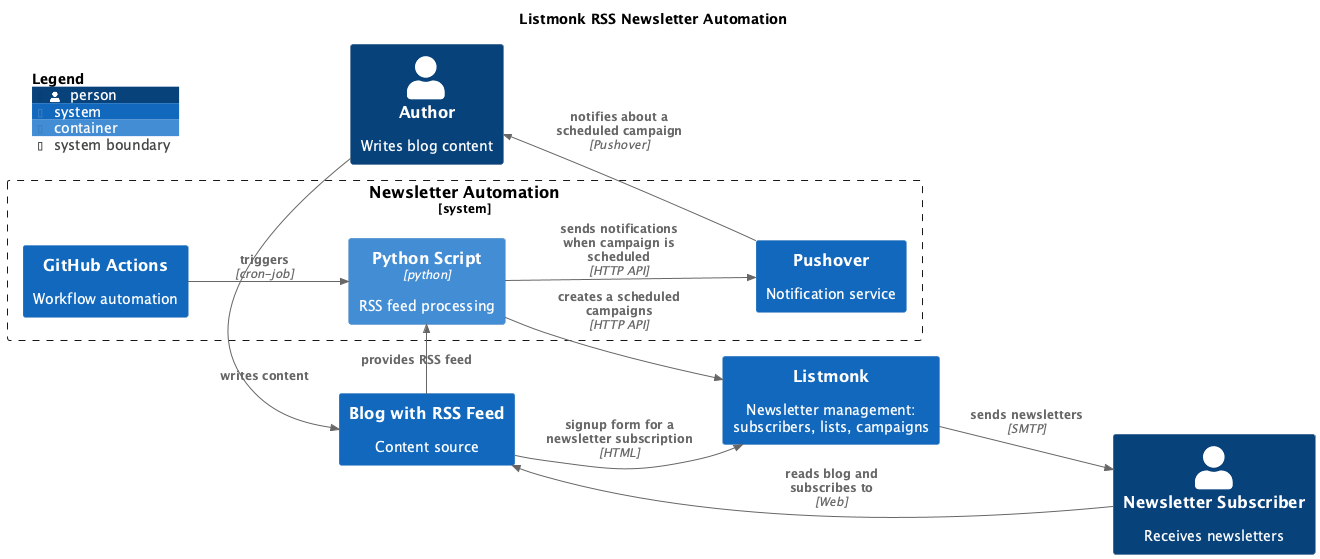 Listmonk RSS Newsletter Automation
Legend
person
system
container
system boundary
Author
Writes blog content
notifies about a
scheduled campaign
[Pushover]
Newsletter Automation
[system]
GitHub Actions
Workflow automation
triggers
[cron-job]
Python Script
[python]
RSS feed processing
sends notifications
when campaign is
scheduled
[HTTP API]
Pushover
Notification service
creates a scheduled
campaigns
[HTTP API]
provides RSS feed
writes content
Blog with RSS Feed
Content source
signup form for a
newsletter subscription
[HTML]
Listmonk
Newsletter management:
subscribers, lists, campaigns
sends newsletters
[SMTP]
reads blog and
subscribes to
[Web]
Newsletter Subscriber
Receives newsletters